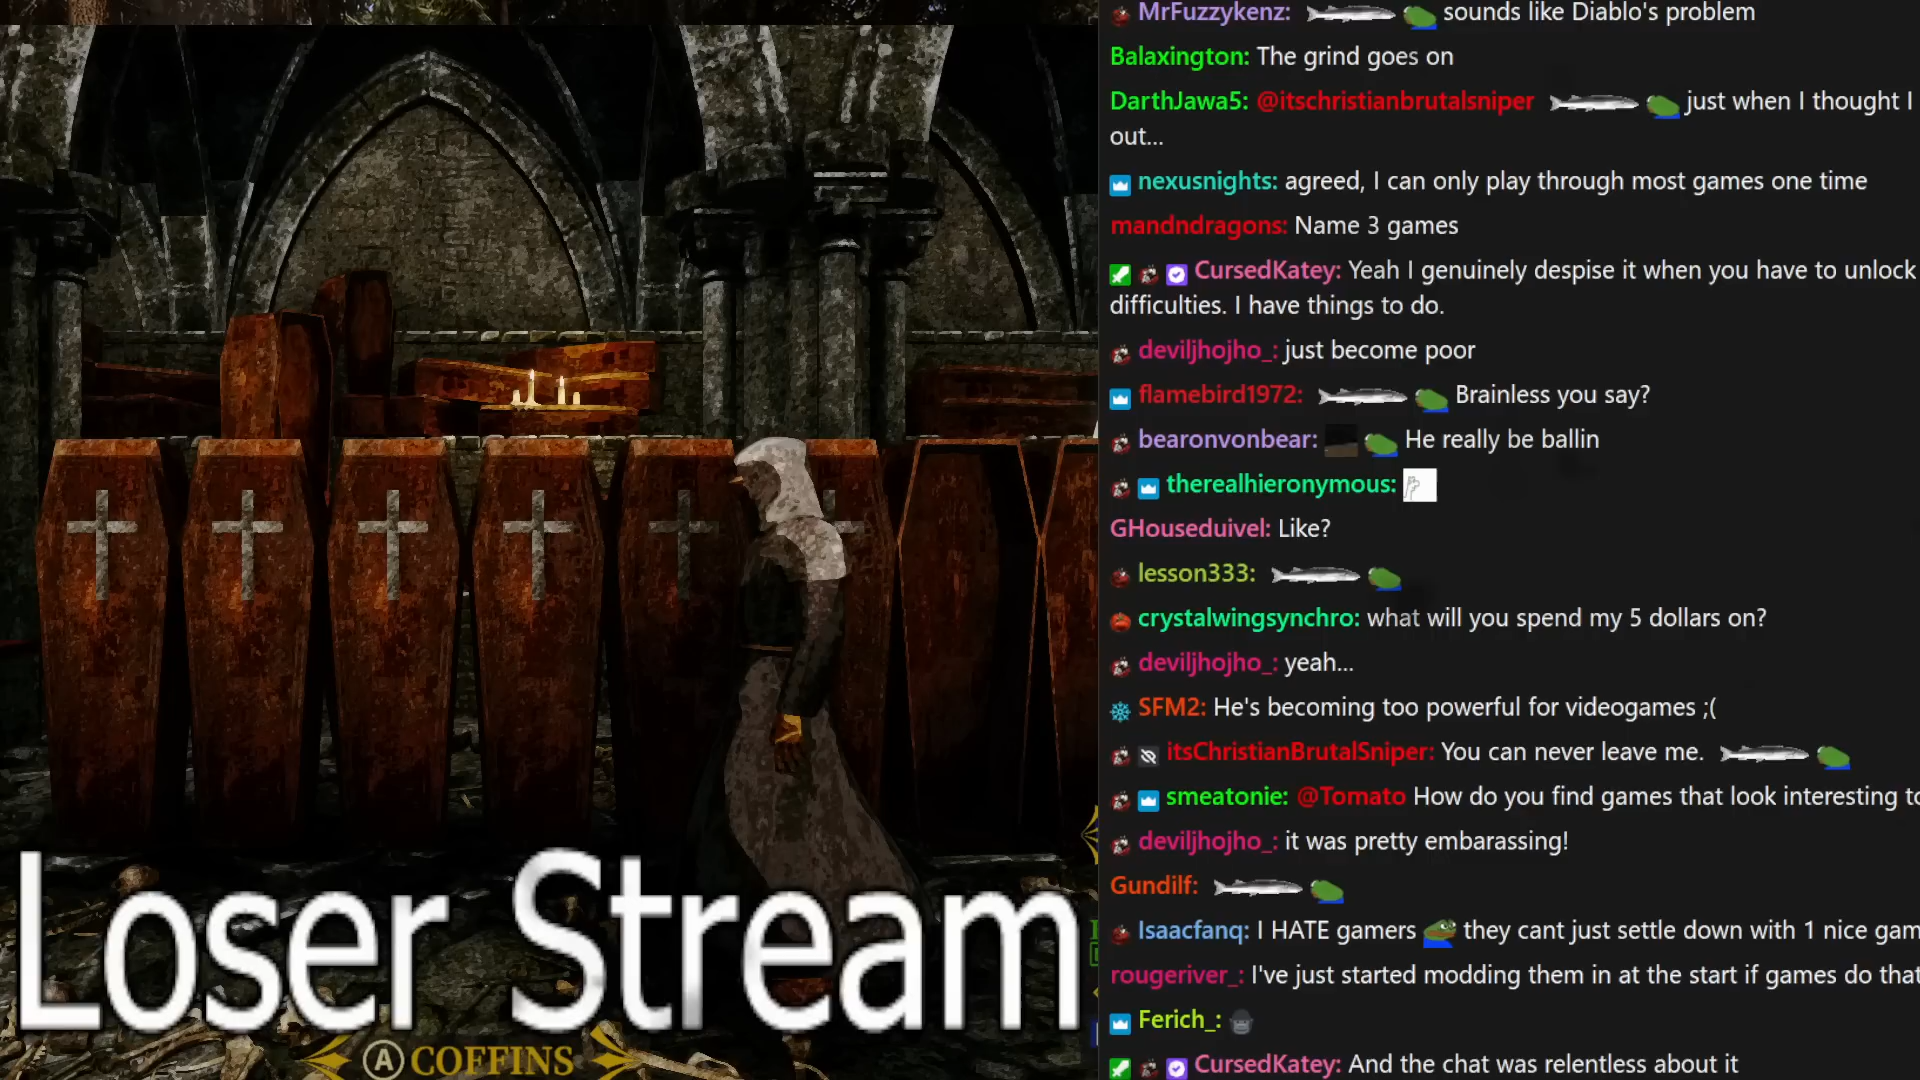 MrFuzzykenz: sounds like Diablo's problem
Balaxington: The grind goes on
DarthJawa5: @itschristianbrutalsniper just when I thought I
out...
nexusnights: agreed, I can only play through most games one time
mandndragons: Name 3 games
CursedKatey: Yeah I genuinely despise it when you have to unlock
difficulties. I have things to do.
deviljhojho_: just become poor
flamebird1972: Brainless you say?
bearonvonbear: He really be ballin
therealhieronymous:
GHouseduivel: Like?
lesson333:
crystalwingsynchro: what will you spend my 5 dollars on?
deviljhojho_: yeah...
SFM2: He's becoming too powerful for videogames ;(
itsChristianBrutalSniper: You can never leave me.
smeatonie: @Tomato How do you find games that look interesting to
deviljhojho_: it was pretty embarassing!
Gundilf:
Isaacfanq: I HATE gamers they cant just settle down with 1 nice gam
rougeriver_: I've just started modding them in at the start if games do that
Ferich_:
CursedKatey: And the chat was relentless about it
Loser Stream
A COFFINS